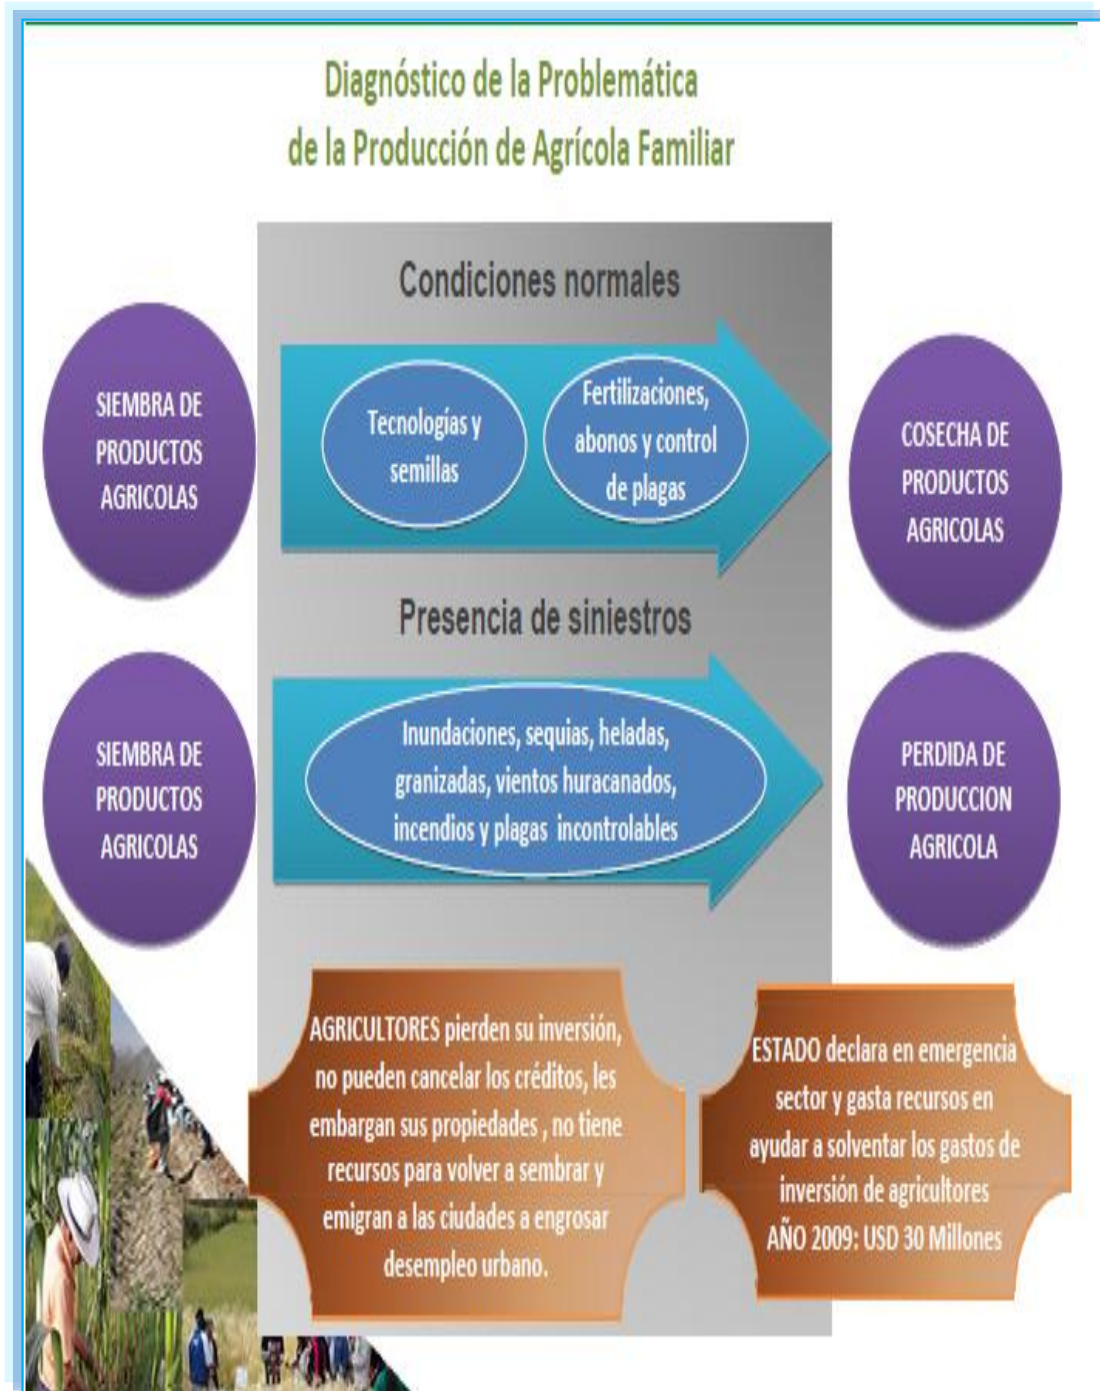 Diagnóstico de la Problemática
de la Producción de Agrícola Familiar
Condiciones normales
SIEMBRA DE
PRODUCTOS
AGRICOLAS
Tecnologías y
semillas
Fertilizaciones,
abonos y control
de plagas
COSECHA DE
PRODUCTOS
AGRICOLAS
Presencia de siniestros
SIEMBRA DE
PRODUCTOS
AGRICOLAS
Inundaciones, sequias, heladas,
granizadas, vientos huracanados,
incendios y plagas incontrolables
PERDIDA DE
PRODUCCION
AGRICOLA
AGRICULTORES pierden su inversión,
no pueden cancelar los créditos, les
embargan sus propiedades , no tiene
recursos para volver a sembrar y
emigran a las ciudades a engrosar
desempleo urbano.
ESTADO declara en emergencia
sector y gasta recursos en
ayudar a solventar los gastos de
inversión de agricultores
AÑO 2009: USD 30 Millones